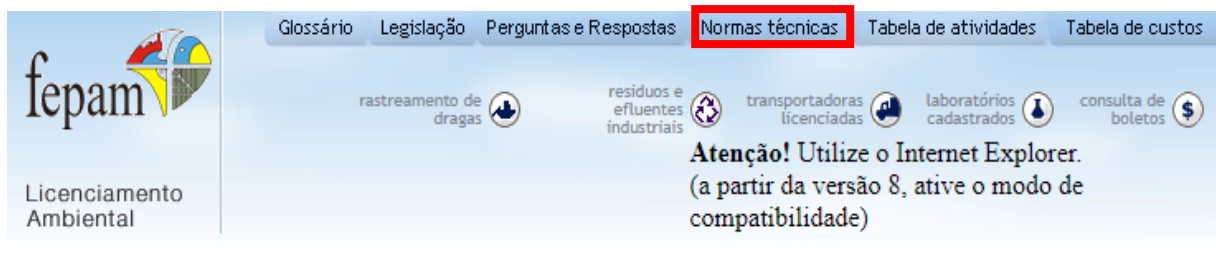 Glossário Legislação Perguntas e Respostas Normas técnicas Tabela de atividades Tabela de custos
fepam
rastreamento de
dragas
resíduos e
efluentes
industriais
transportadoras
licenciadas
laboratórios
cadastrados
consulta de
boletos
$
Atenção! Utilize o Internet Explorer.
(a partir da versão 8, ative o modo de
compatibilidade)
Licenciamento
Ambiental